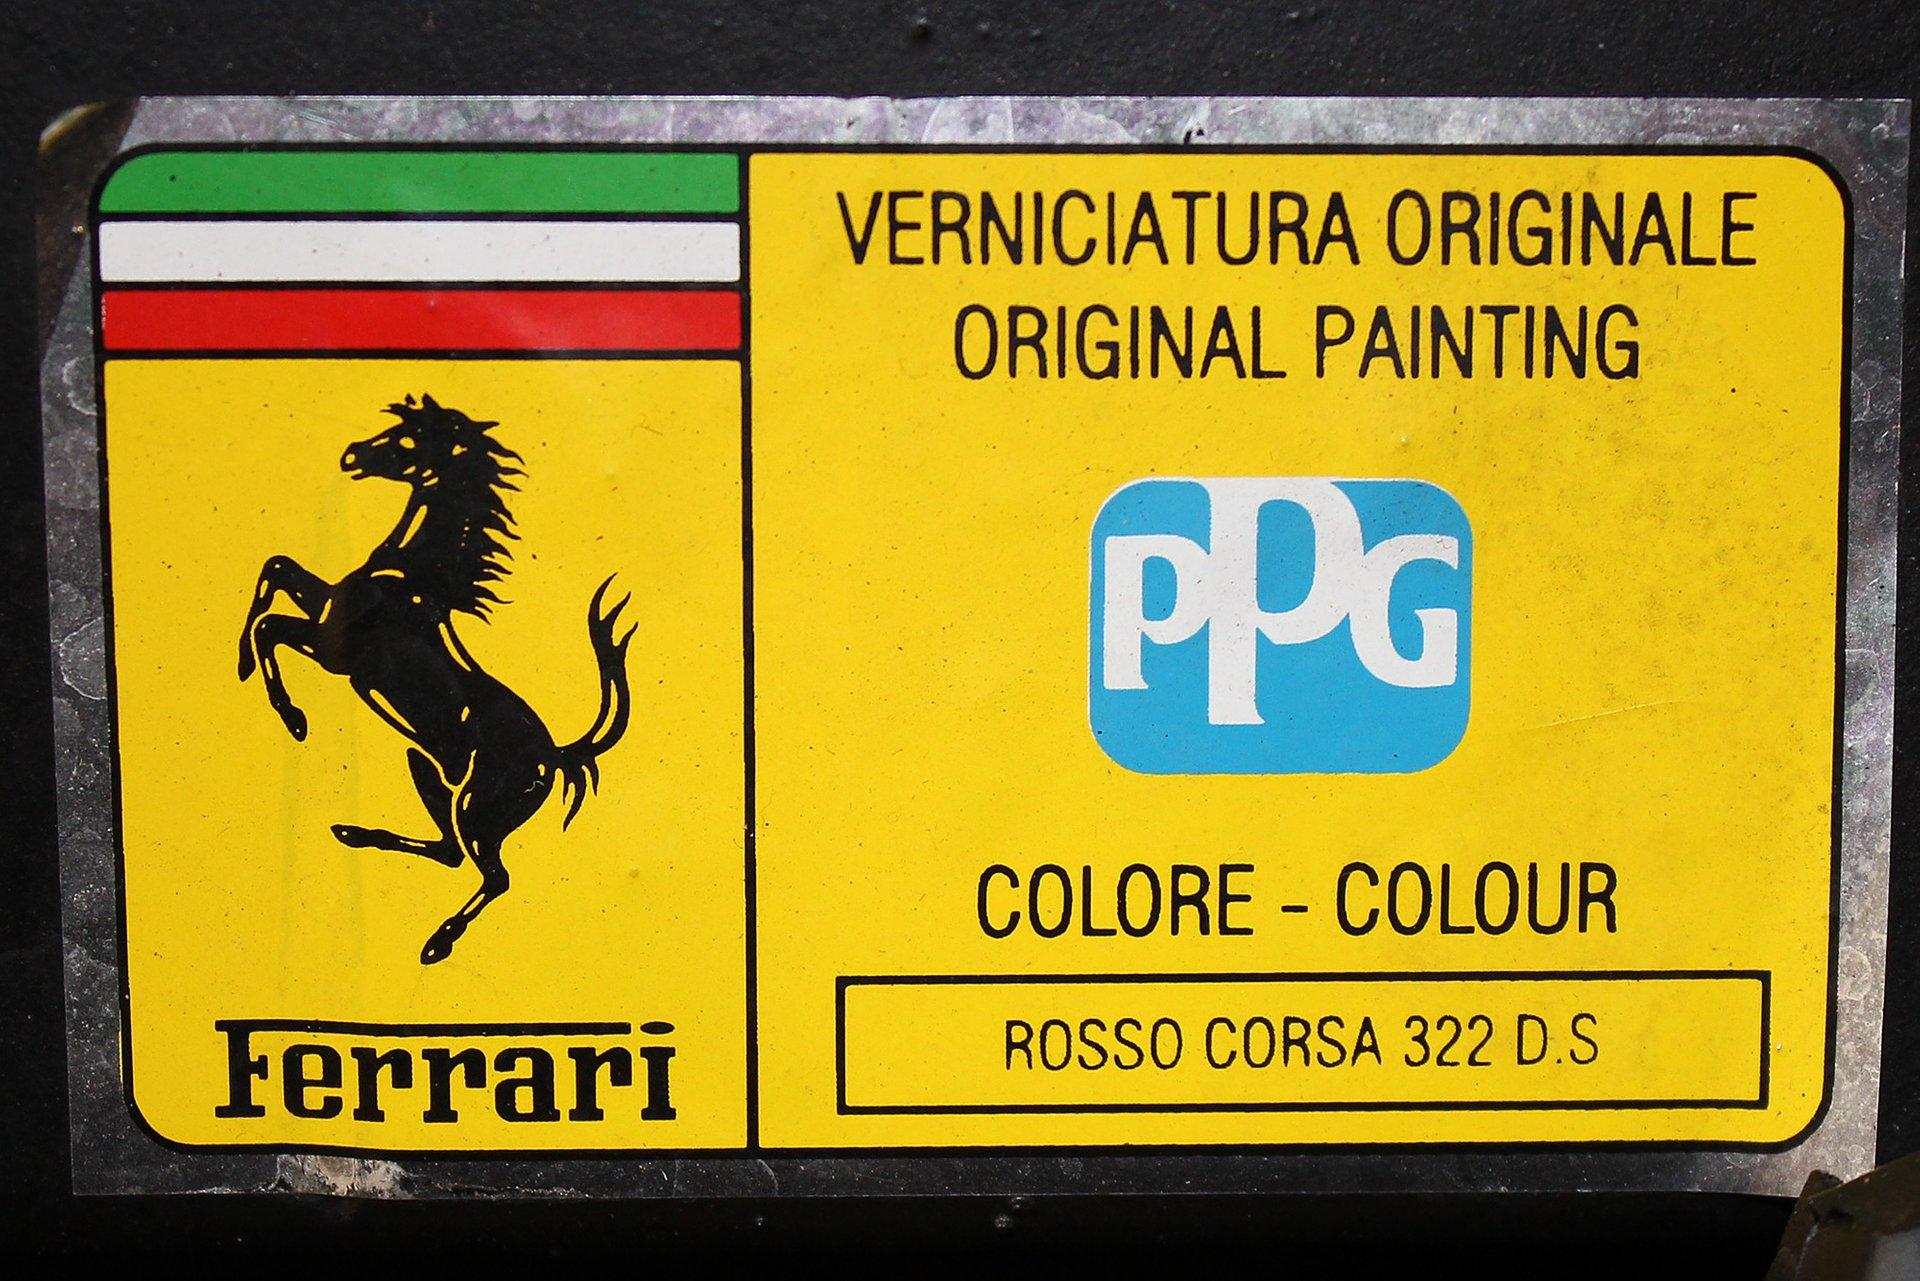 VERNICIATURA ORIGINALE
ORIGINAL PAINTING
PPG
COLORE - COLOUR
ROSSO CORSA 322 D.S
Ferrari